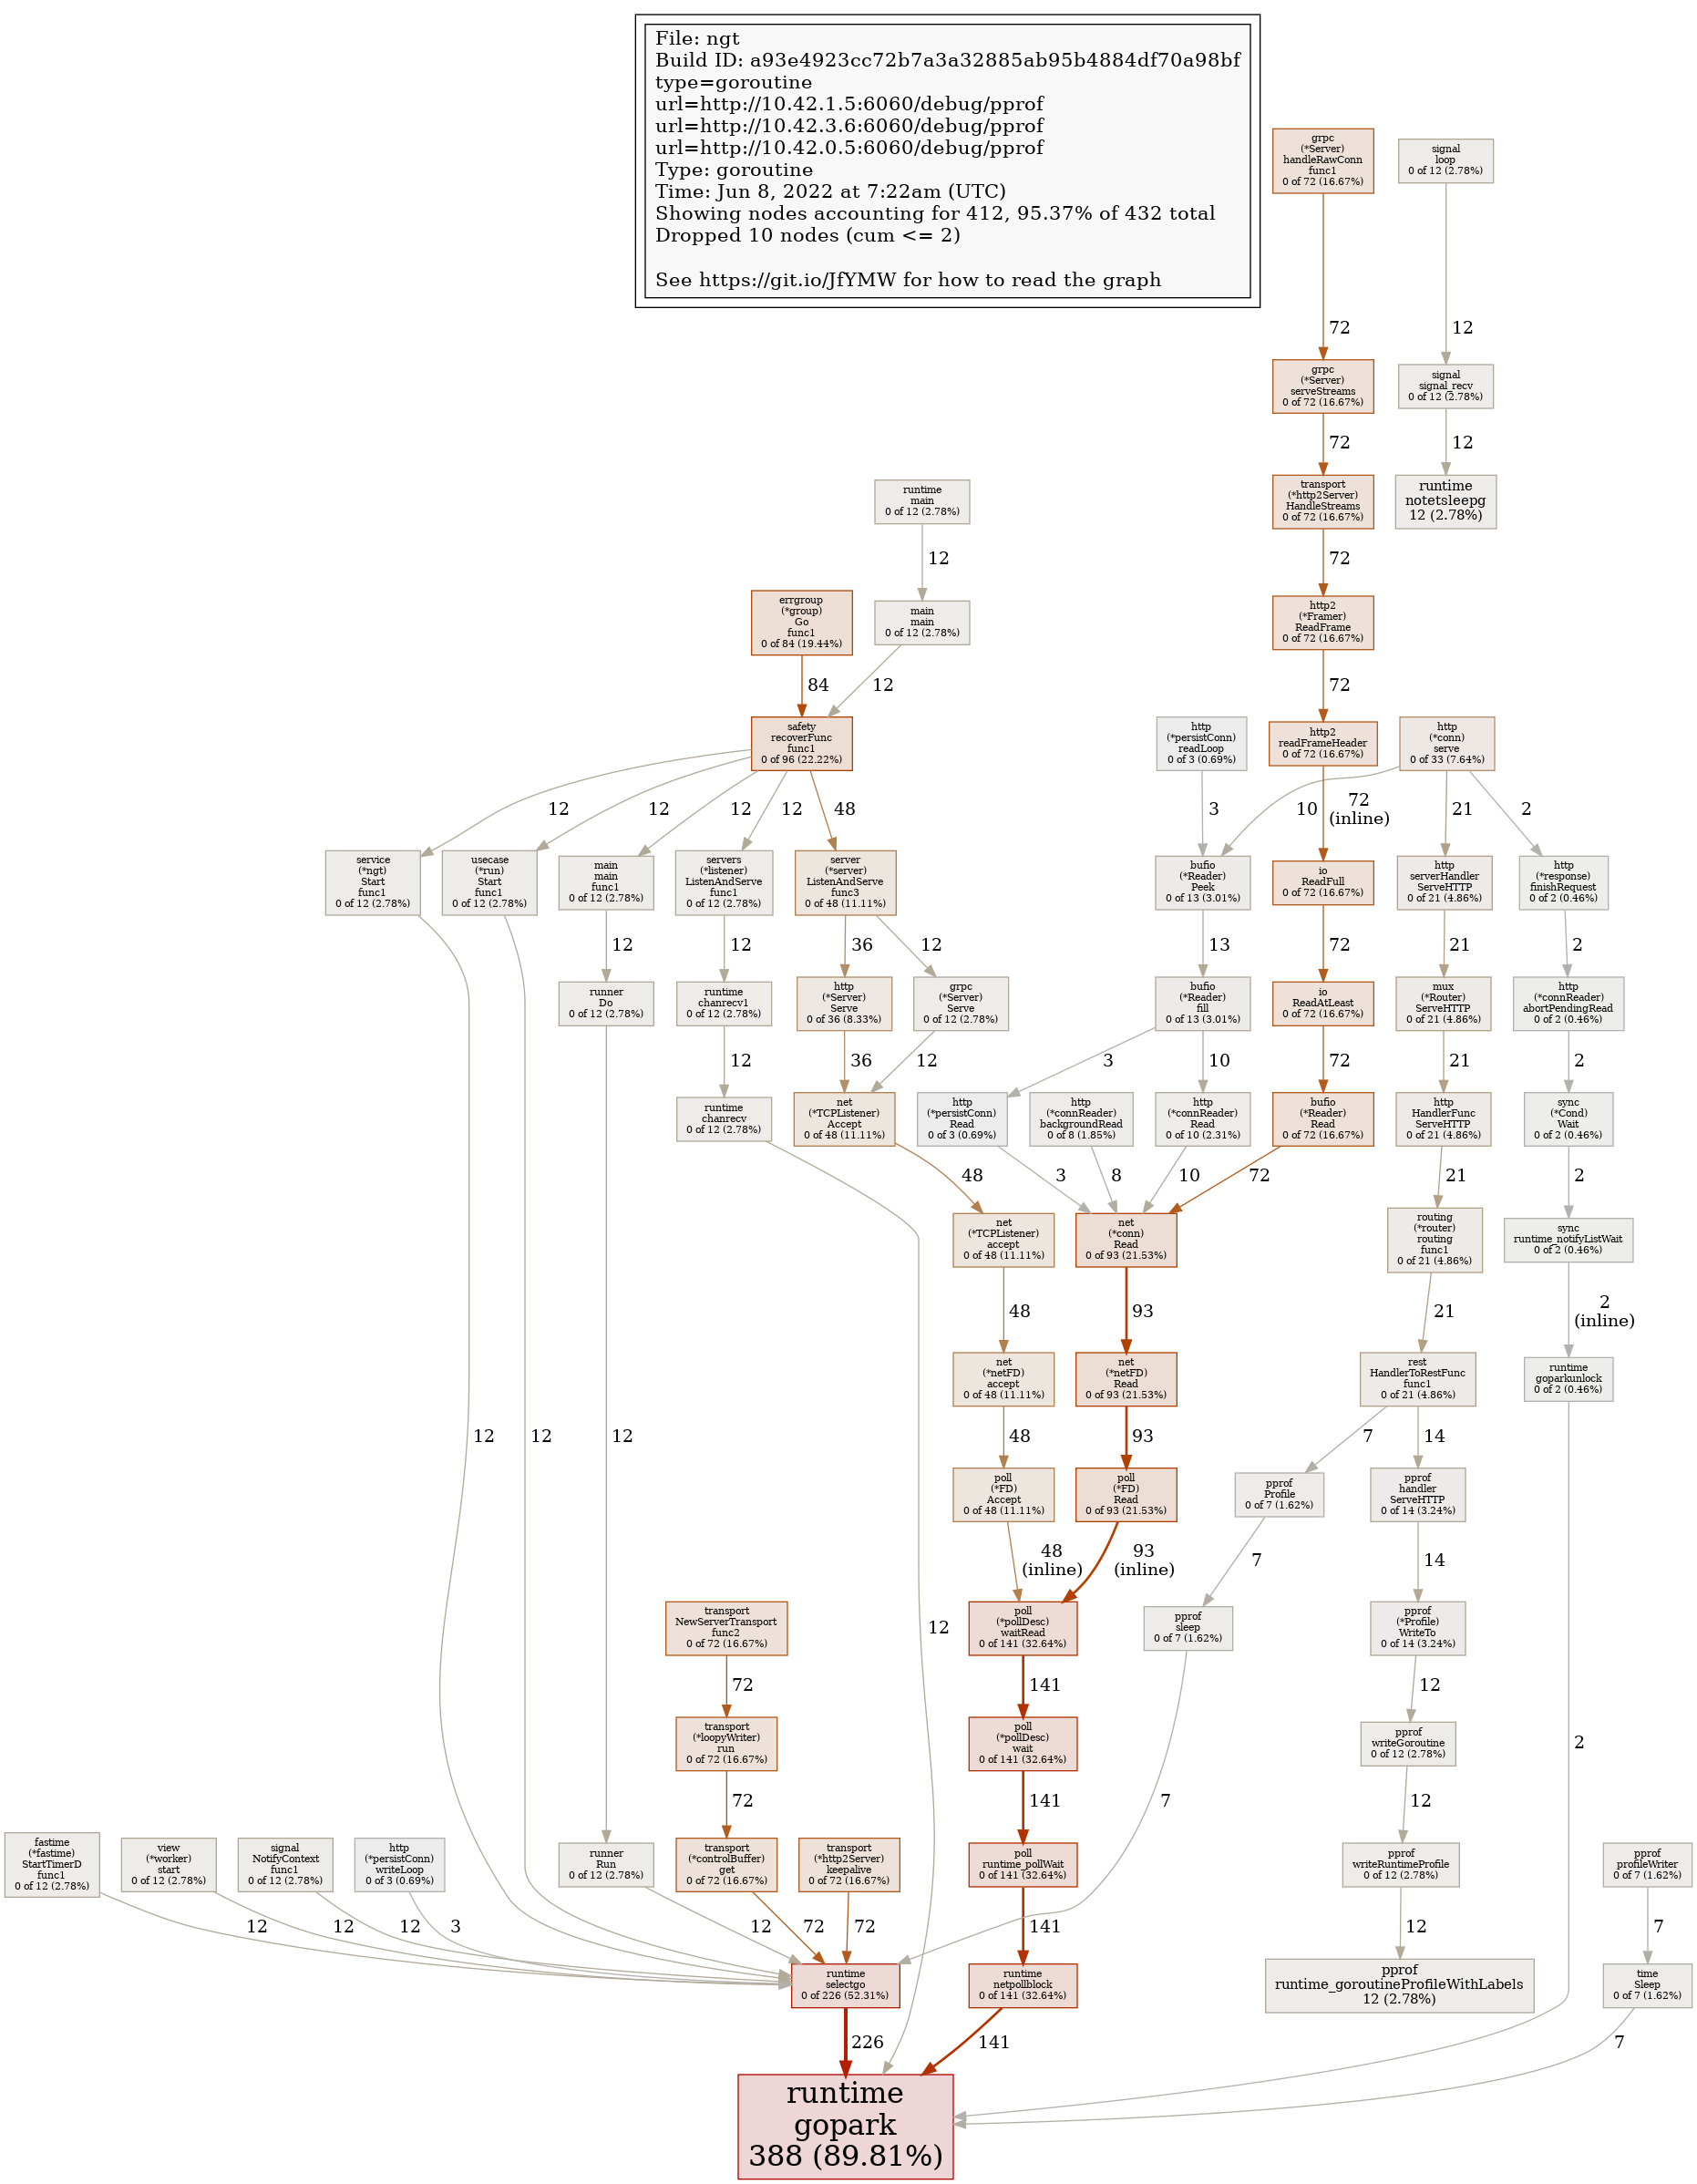 File: ngt
Build ID: a93e4923cc72b7a3a32885ab95b4884df70a98bf
type=goroutine
url=http://10.42.1.5:6060/debug/pprof
url=http://10.42.3.6:6060/debug/pprof
url=http://10.42.0.5:6060/debug/pprof
Type: goroutine
Time: Jun 8, 2022 at 7:22am (UTC)
Showing nodes accounting for 412, 95.37% of 432 total
Dropped 10 nodes (cum <= 2)
See https://git.io/JfYMW for how to read the graph
grpc
(*Server)
handleRawConn
func1
0 of 72 (16.67%)
signal
loop
0 of 12 (2.78%)
72
12
grpc
(*Server)
serveStreams
0 of 72 (16.67%)
signal
signal_recv
0 of 12 (2.78%)
72
12
transport
(*http2Server)
HandleStreams
0 of 72 (16.67%)
runtime
notetsleepg
12 (2.78%)
runtime
main
0 of 12 (2.78%)
12
72
errgroup
(*group)
Go
func1
0 of 84 (19.44%)
main
main
0 of 12 (2.78%)
http2
(*Framer)
ReadFrame
0 of 72 (16.67%)
84
12
72
safety
recoverFunc
func1
0 of 96 (22.22%)
http
(*persistConn)
readLoop
0 of 3 (0.69%)
http2
readFrameHeader
0 of 72 (16.67%)
http
(*conn)
serve
0 of 33 (7.64%)
12
12
12
12
48
3
10
72
(inline)
21
2
service
(*ngt)
Start
func1
0 of 12 (2.78%)
usecase
(*run)
Start
func1
0 of 12 (2.78%)
main
main
func1
0 of 12 (2.78%)
servers
(*listener)
ListenAndServe
func1
0 of 12 (2.78%)
server
(*server)
ListenAndServe
func3
0 of 48 (11.11%)
bufio
(*Reader)
Peek
0 of 13 (3.01%)
io
ReadFull
0 of 72 (16.67%)
http
serverHandler
ServeHTTP
0 of 21 (4.86%)
http
(*response)
finishRequest
0 of 2 (0.46%)
12
12
36
12
13
72
21
2
runner
Do
0 of 12 (2.78%)
runtime
chanrecv1
0 of 12 (2.78%)
http
(*Server)
Serve
0 of 36 (8.33%)
grpc
(*Server)
Serve
0 of 12 (2.78%)
bufio
(*Reader)
fill
0 of 13 (3.01%)
io
ReadAtLeast
0 of 72 (16.67%)
mux
(*Router)
ServeHTTP
0 of 21 (4.86%)
http
(*connReader)
abortPendingRead
0 of 2 (0.46%)
12
36
12
3
10
72
21
2
runtime
chanrecv
0 of 12 (2.78%)
net
(*TCPListener)
Accept
0 of 48 (11.11%)
http
(*persistConn)
Read
0 of 3 (0.69%)
http
(*connReader)
backgroundRead
0 of 8 (1.85%)
http
(*connReader)
Read
0 of 10 (2.31%)
bufio
(*Reader)
Read
0 of 72 (16.67%)
http
HandlerFunc
ServeHTTP
0 of 21 (4.86%)
sync
(*Cond)
Wait
0 of 2 (0.46%)
48
3
8
10
72
21
2
net
(*TCPListener)
accept
0 of 48 (11.11%)
net
(*conn)
Read
0 of 93 (21.53%)
routing
(*router)
routing
func1
0 of 21 (4.86%)
sync
runtime_notifyListWait
0 of 2 (0.46%)
48
93
21
2
(inline)
net
(*netFD)
accept
0 of 48 (11.11%)
net
(*netFD)
Read
0 of 93 (21.53%)
rest
HandlerToRestFunc
func1
0 of 21 (4.86%)
runtime
goparkunlock
0 of 2 (0.46%)
12
12
12
48
93
7
14
poll
(*FD)
Accept
0 of 48 (11.11%)
poll
(*FD)
Read
0 of 93 (21.53%)
pprof
Profile
0 of 7 (1.62%)
pprof
handler
ServeHTTP
0 of 14 (3.24%)
48
(inline)
93
(inline)
7
14
transport
NewServerTransport
func2
0 of 72 (16.67%)
12
poll
(*pollDesc)
waitRead
0 of 141 (32.64%)
pprof
sleep
0 of 7 (1.62%)
pprof
(*Profile)
WriteTo
0 of 14 (3.24%)
72
141
12
transport
(*loopyWriter)
run
0 of 72 (16.67%)
poll
(*pollDesc)
wait
0 of 141 (32.64%)
pprof
writeGoroutine
0 of 12 (2.78%)
2
72
141
7
12
fastime
(*fastime)
StartTimerD
func1
0 of 12 (2.78%)
view
(*worker)
start
0 of 12 (2.78%)
signal
NotifyContext
func1
0 of 12 (2.78%)
http
(*persistConn)
writeLoop
0 of 3 (0.69%)
runner
Run
0 of 12 (2.78%)
transport
(*controlBuffer)
get
0 of 72 (16.67%)
transport
(*http2Server)
keepalive
0 of 72 (16.67%)
poll
runtime_pollWait
0 of 141 (32.64%)
pprof
writeRuntimeProfile
0 of 12 (2.78%)
pprof
profileWriter
0 of 7 (1.62%)
12
12
12
3
12
72
72
141
12
7
runtime
selectgo
0 of 226 (52.31%)
runtime
netpollblock
0 of 141 (32.64%)
pprof
runtime_goroutineProfileWithLabels
12 (2.78%)
time
Sleep
0 of 7 (1.62%)
226
141
7
runtime
gopark
388 (89.81%)